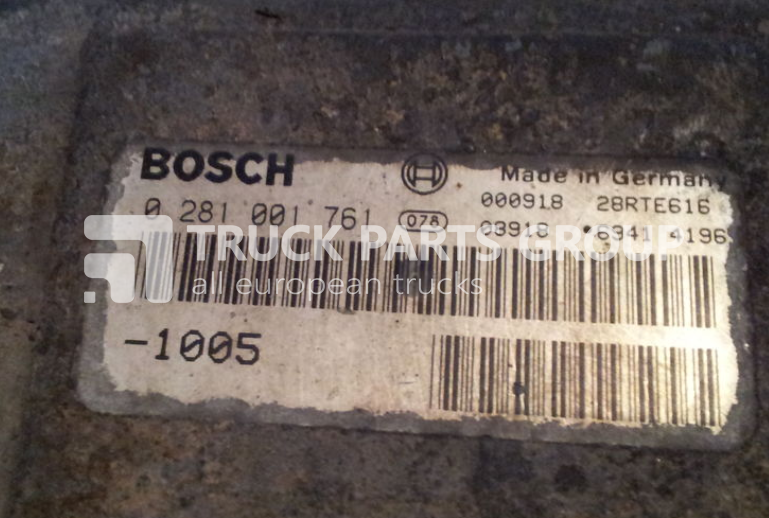 BOSCH Made in Germany
0 281 001 761 078 000918 28RTE616
03918 4196
TRUCK PARTS GROUP
all european trucks
-1005